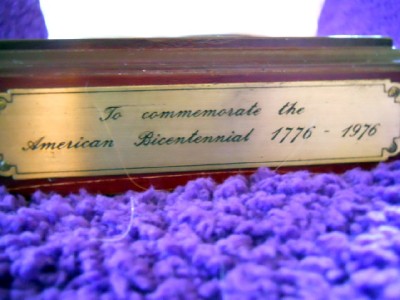 To commemorate the
American Bicentennial 1776 - 1976